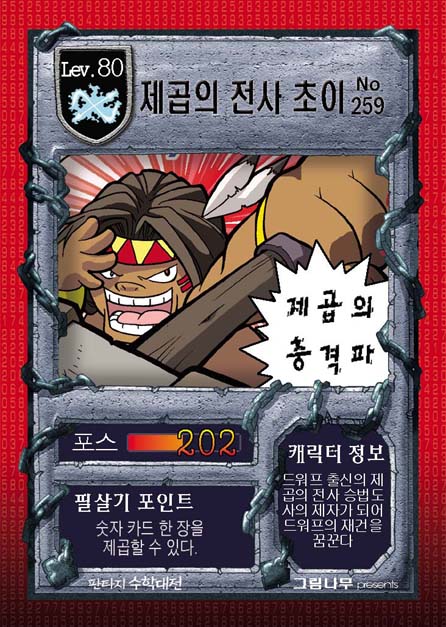 Lev. 80
제곱의 전사 초이
No
259
제곱의
충격파
포스 202
필살기 포인트
숫자 카드 한 장을
제곱할 수 있다.
캐릭터 정보
드워프 출신의 제
곱의 전사 승법도
사의 제자가 되어
드워프의 재건을
꿈꾼다
판타지 수학대전
그림나무 presents